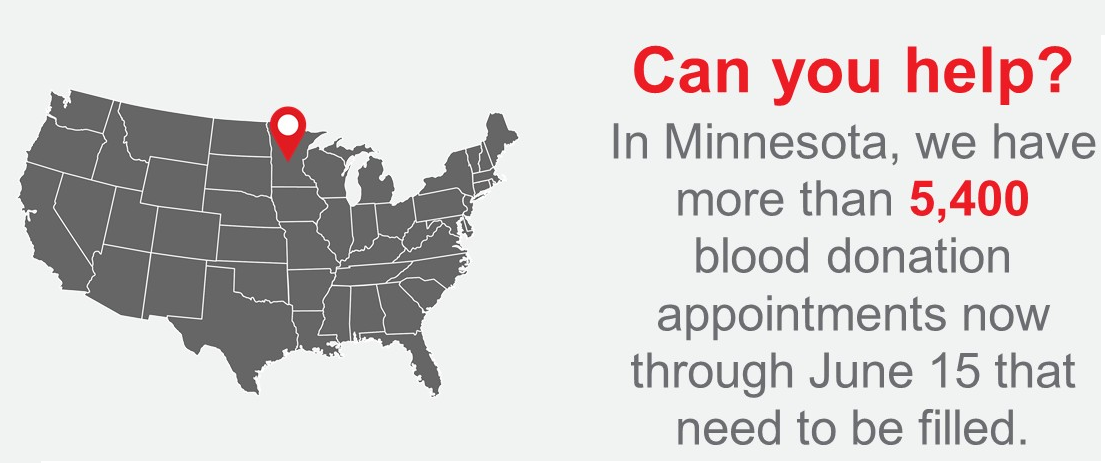 Can you help?
In Minnesota, we have
more than 5,400
blood donation
appointments now
through June 15 that
need to be filled.